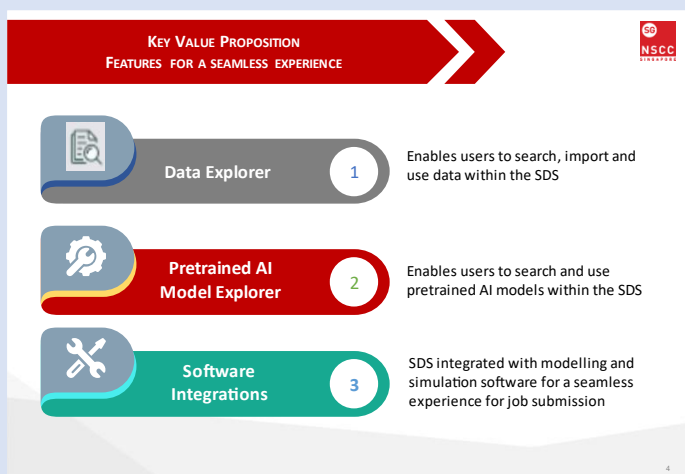 KEY VALUE PROPOSITION
FEATURES FOR A SEAMLESS EXPERIENCE
SG
NSCC
SINGAPORE
Data Explorer
1
Enables users to search, import and
use data within the SDS
Pretrained AI
Model Explorer
2
Enables users to search and use
pretrained AI models within the SDS
Software
Integrations
3
SDS integrated with modelling and
simulation software for a seamless
experience for job submission
4